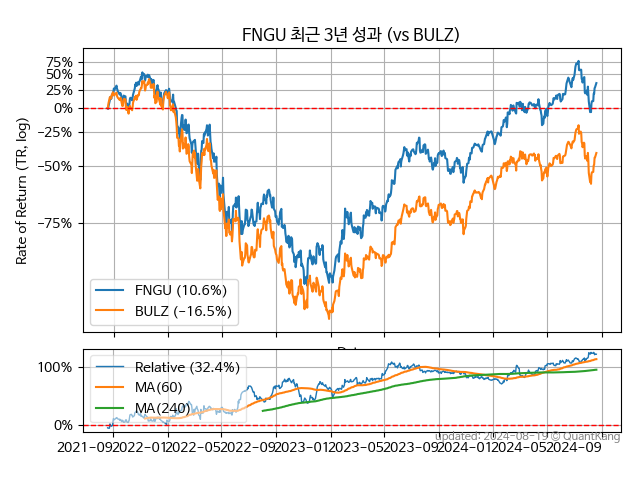 FNGU 최근 3년 성과 (vs BULZ)
Rate of Return (TR, log)
75%
50%
25%
0%
−25%
−50%
−75%
FNGU (10.6%)
BULZ (−16.5%)
100%
0%
Relative (32.4%)
MA(60)
MA(240)
2021-09
2022-01
2022-05
2022-09
2023-01
2023-05
2023-09
2024-01
2024-05
2024-09
updated: 2024-08-19 © QuantKang